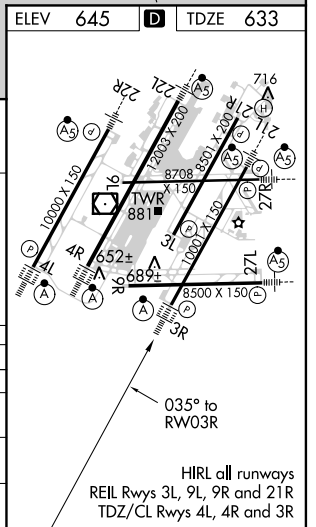 ELEV 645 D TDZE 633
716
22R
22L
21R
21L
A5
P
A5
H
P
A5
A5
P
10000 X 150
12003 X 200
8501 X 200
10001 X 150
9L
8708
X 150
TWR
881
P
27R
P
3L
4L
4R
652±
689±
27L
A5
A
A
9R
A
8500 X 150
P
P
3R
035° to
RW03R
HIRL all runways
REIL Rwys 3L, 9L, 9R and 21R
TDZ/CL Rwys 4L, 4R and 3R